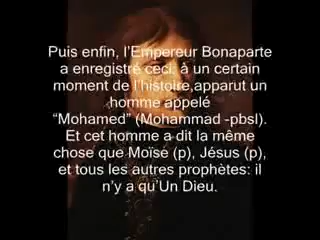 Puis enfin, l’Empereur Bonaparte
a enregistré ceci: à un certain
moment de l’histoire,apparut un
homme appelé
“Mohamed” (Mohammad -pbsl).
Et cet homme a dit la même
chose que Moïse (p), Jésus (p),
et tous les autres prophètes: il
n’y a qu’Un Dieu.